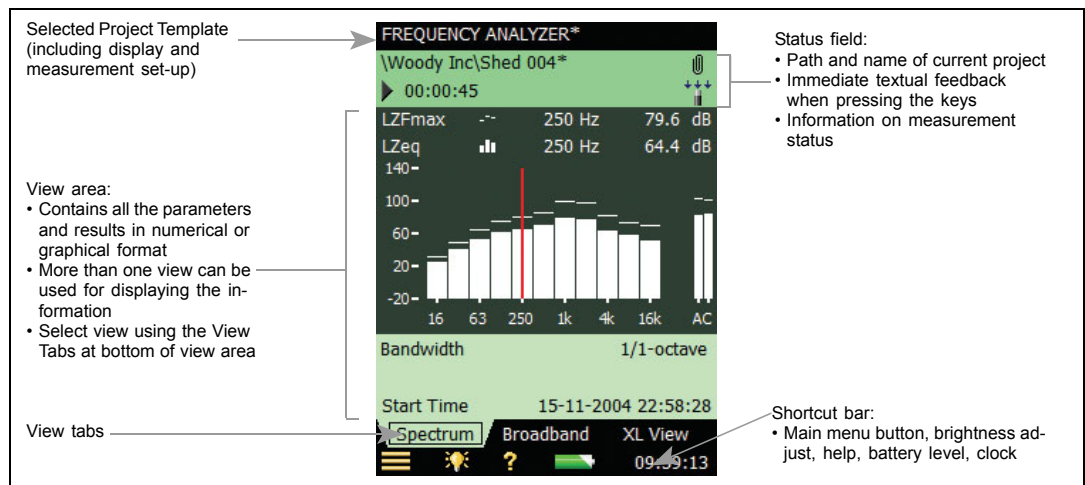 Selected Project Template
(including display and
measurement set-up)
FREQUENCY ANALYZER*
\Woody Inc\Shed 004*
00:00:45
Status field:
• Path and name of current project
• Immediate textual feedback
when pressing the keys
• Information on measurement
status
LZFmax 250 Hz 79.6 dB
LZeq 250 Hz 64.4 dB
140
100
60
20
-20
16 63 250 1k 4k 16k AC
View area:
• Contains all the parameters
and results in numerical or
graphical format
• More than one view can be
used for displaying the in-
formation
• Select view using the View
Tabs at bottom of view area
Bandwidth 1/1-octave
Start Time 15-11-2004 22:58:28
View tabs
Spectrum Broadband XL View
? 09:39:13
Shortcut bar:
• Main menu button, brightness ad-
just, help, battery level, clock